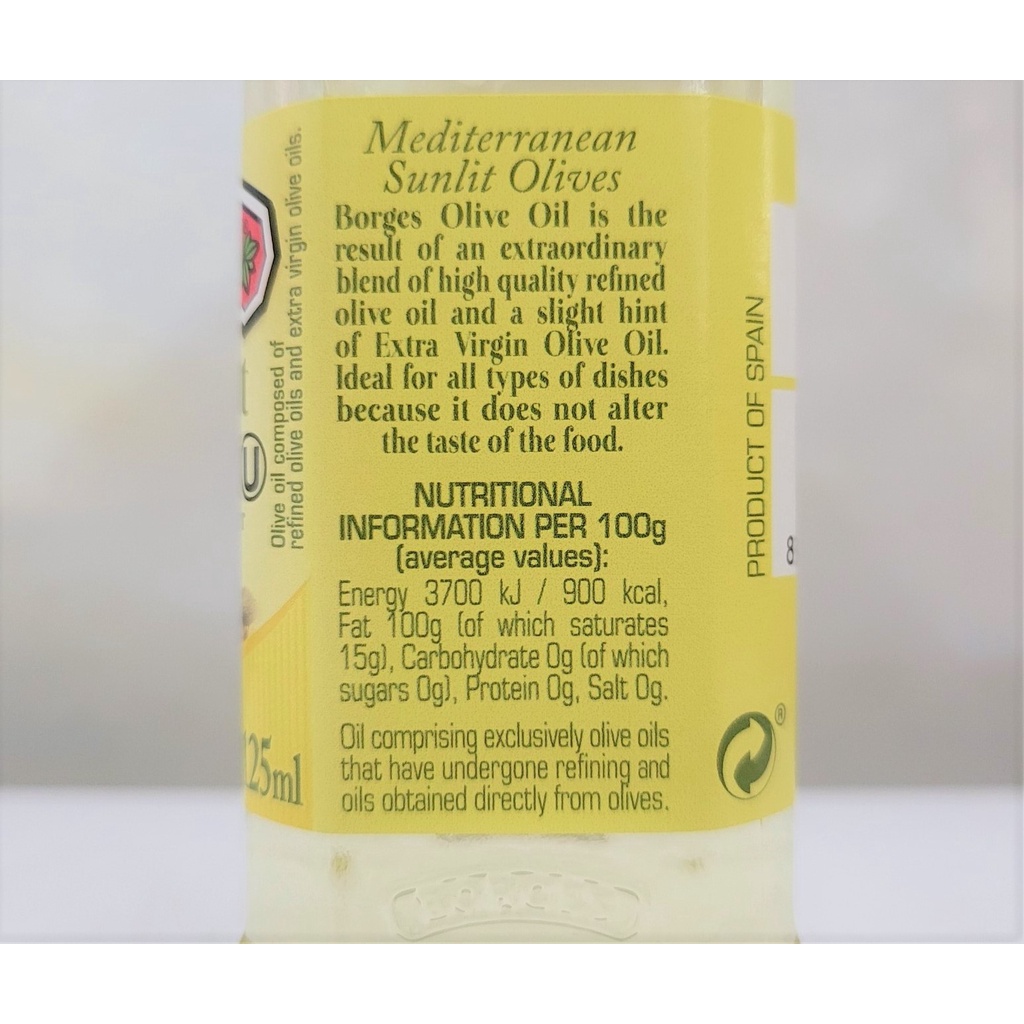 Mediterranean
Sunlit Olives
Borges Olive Oil is the
result of an extraordinary
blend of high quality refined
olive oil and a slight hint
of Extra Virgin Olive Oil.
Ideal for all types of dishes
because it does not alter
the taste of the food.
NUTRITIONAL
INFORMATION PER 100g
(average values):
Energy 3700 kJ / 900 kcal,
Fat 100g (of which saturates
15g), Carbohydrate 0g (of which
sugars 0g), Protein 0g, Salt 0g.
Oil comprising exclusively olive oils
that have undergone refining and
oils obtained directly from olives.
Olive oil composed of
refined olive oils and extra virgin olive oils.
U
25ml
PRODUCT OF SPAIN
8
®
BORGES